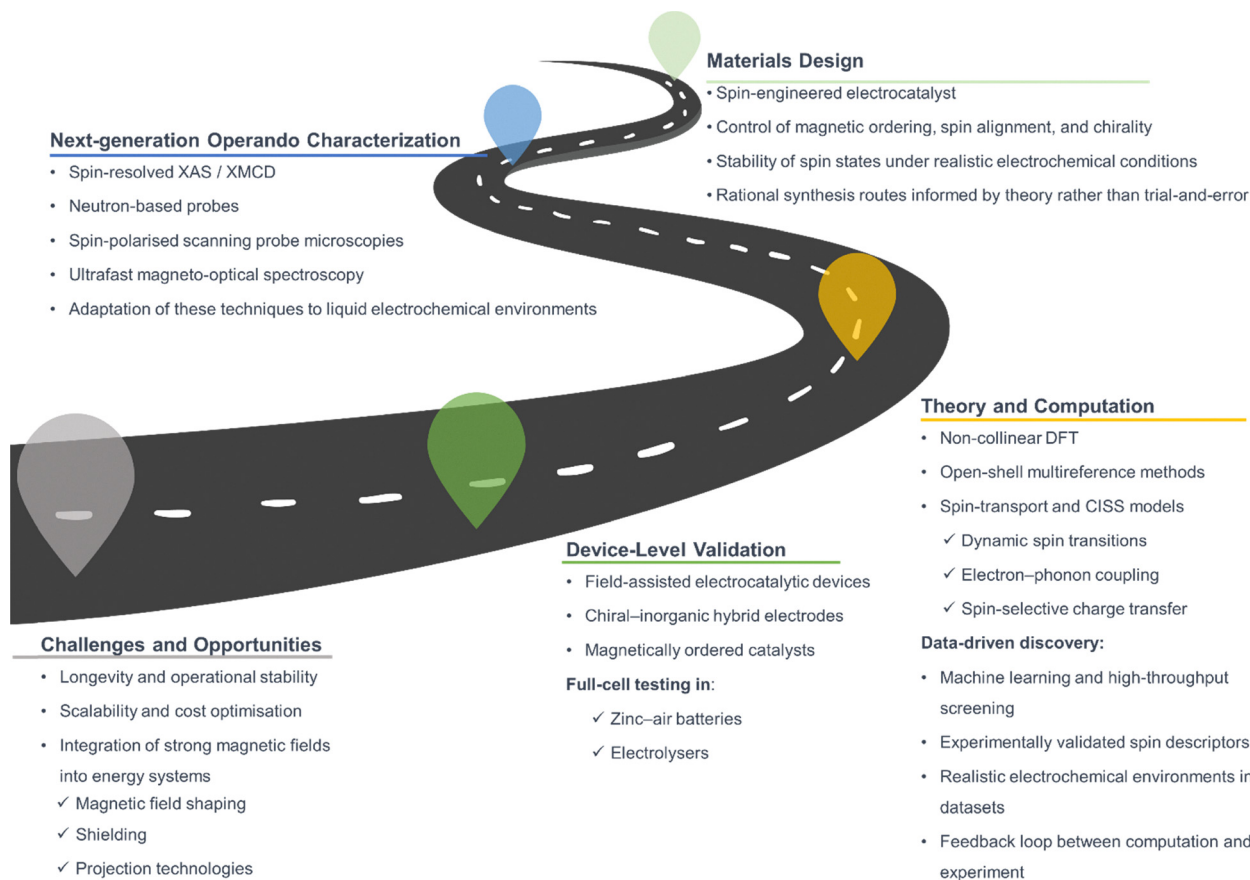 Materials Design
• Spin-engineered electrocatalyst
• Control of magnetic ordering, spin alignment, and chirality
• Stability of spin states under realistic electrochemical conditions
• Rational synthesis routes informed by theory rather than trial-and-error
Next-generation Operando Characterization
• Spin-resolved XAS / XMCD
• Neutron-based probes
• Spin-polarised scanning probe microscopies
• Ultrafast magneto-optical spectroscopy
• Adaptation of these techniques to liquid electrochemical environments
Theory and Computation
• Non-collinear DFT
• Open-shell multireference methods
• Spin-transport and CISS models
✓ Dynamic spin transitions
✓ Electron–phonon coupling
✓ Spin-selective charge transfer
Data-driven discovery:
• Machine learning and high-throughput
screening
• Experimentally validated spin descriptors
• Realistic electrochemical environments in
datasets
• Feedback loop between computation and
experiment
Device-Level Validation
• Field-assisted electrocatalytic devices
• Chiral–inorganic hybrid electrodes
• Magnetically ordered catalysts
Full-cell testing in:
✓ Zinc–air batteries
✓ Electrolysers
Challenges and Opportunities
• Longevity and operational stability
• Scalability and cost optimisation
• Integration of strong magnetic fields
into energy systems
✓ Magnetic field shaping
✓ Shielding
✓ Projection technologies